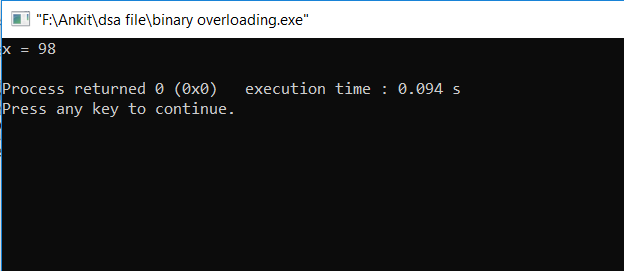 "F:\Ankit\dsa file\binary overloading.exe"
x = 98
Process returned 0 (0x0)   execution time : 0.094 s
Press any key to continue.